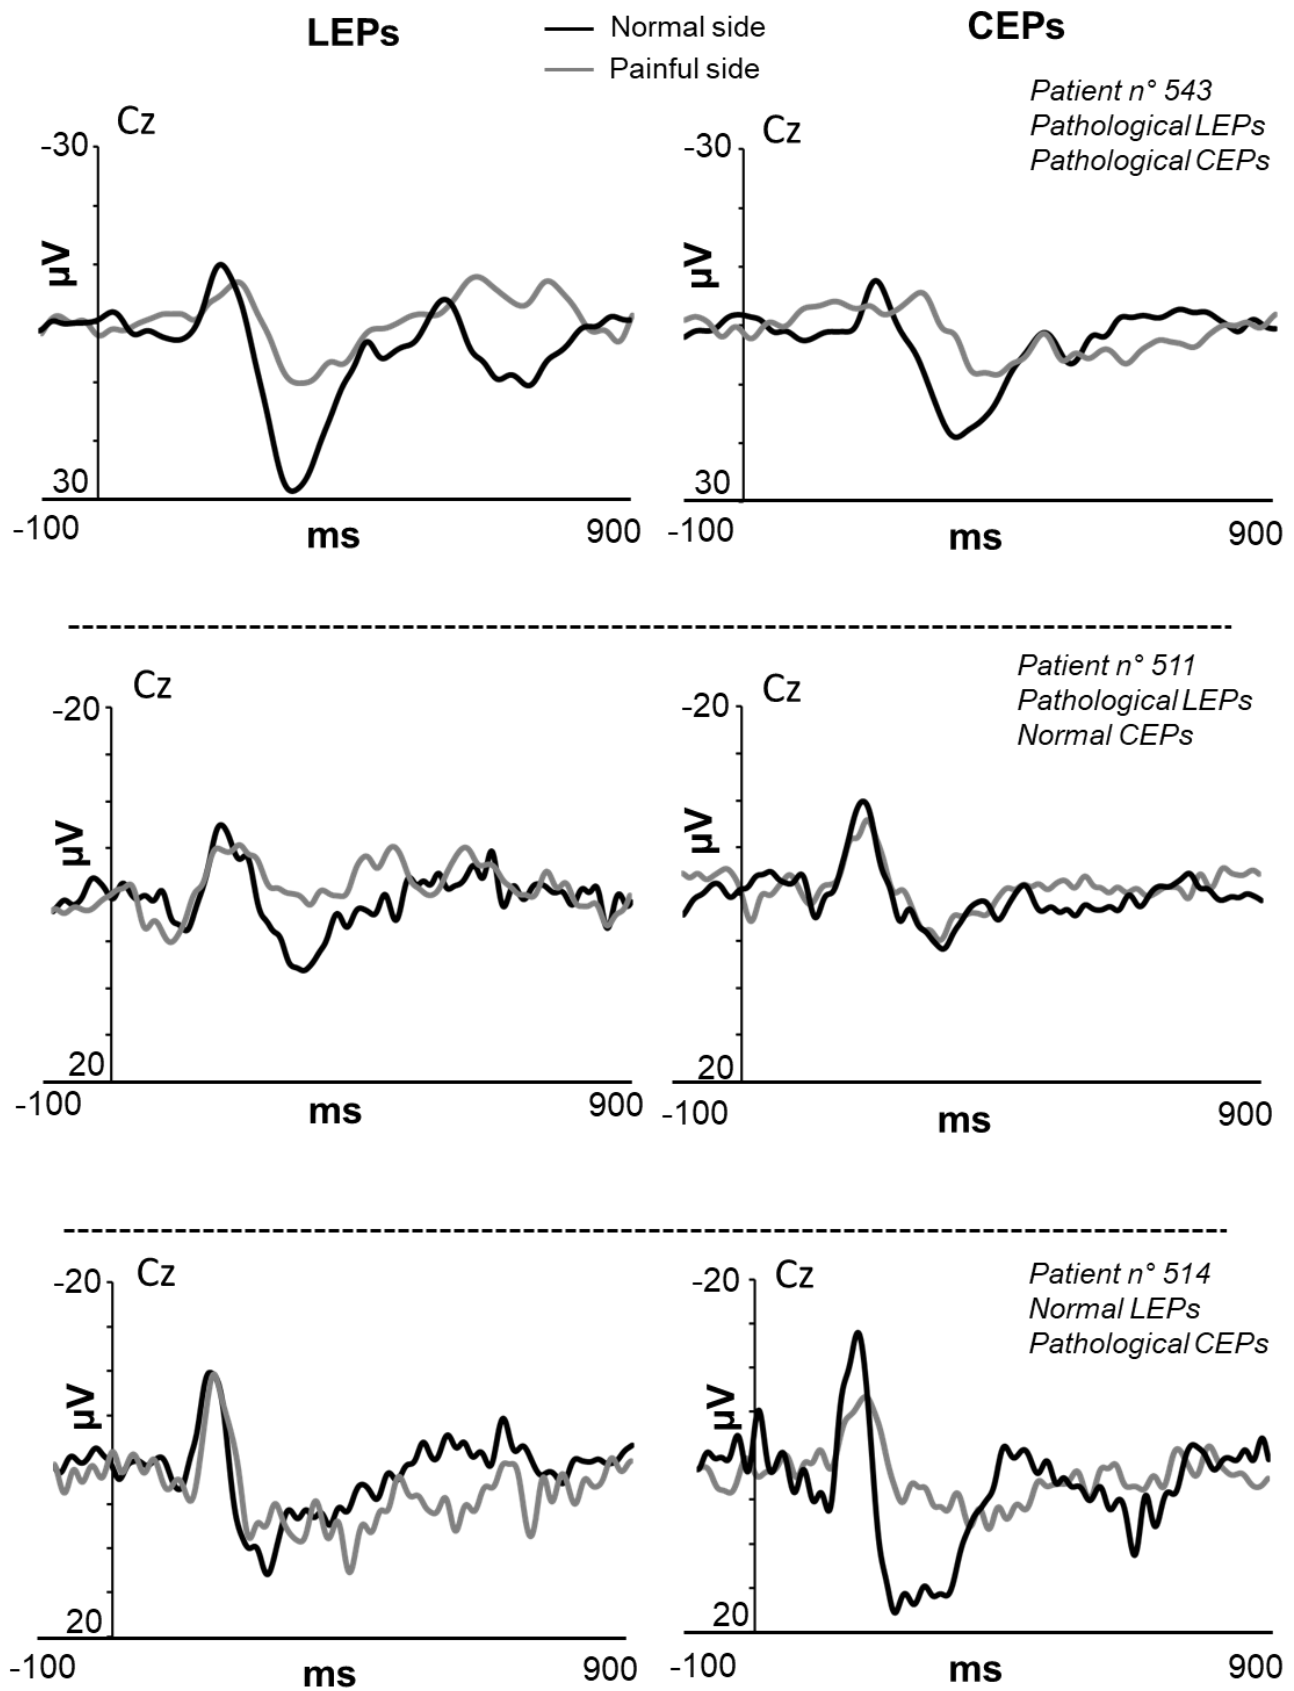 LEPs
Normal side
Painful side
CEPs
Patient n° 543
Pathological LEPs
Pathological CEPs
Cz
-30
µV
30
-100
ms
900
Cz
-30
µV
30
-100
ms
900
Patient n° 511
Pathological LEPs
Normal CEPs
Cz
-20
µV
20
-100
ms
900
Cz
-20
µV
20
-100
ms
900
Patient n° 514
Normal LEPs
Pathological CEPs
Cz
-20
µV
20
-100
ms
900
Cz
-20
µV
20
-100
ms
900